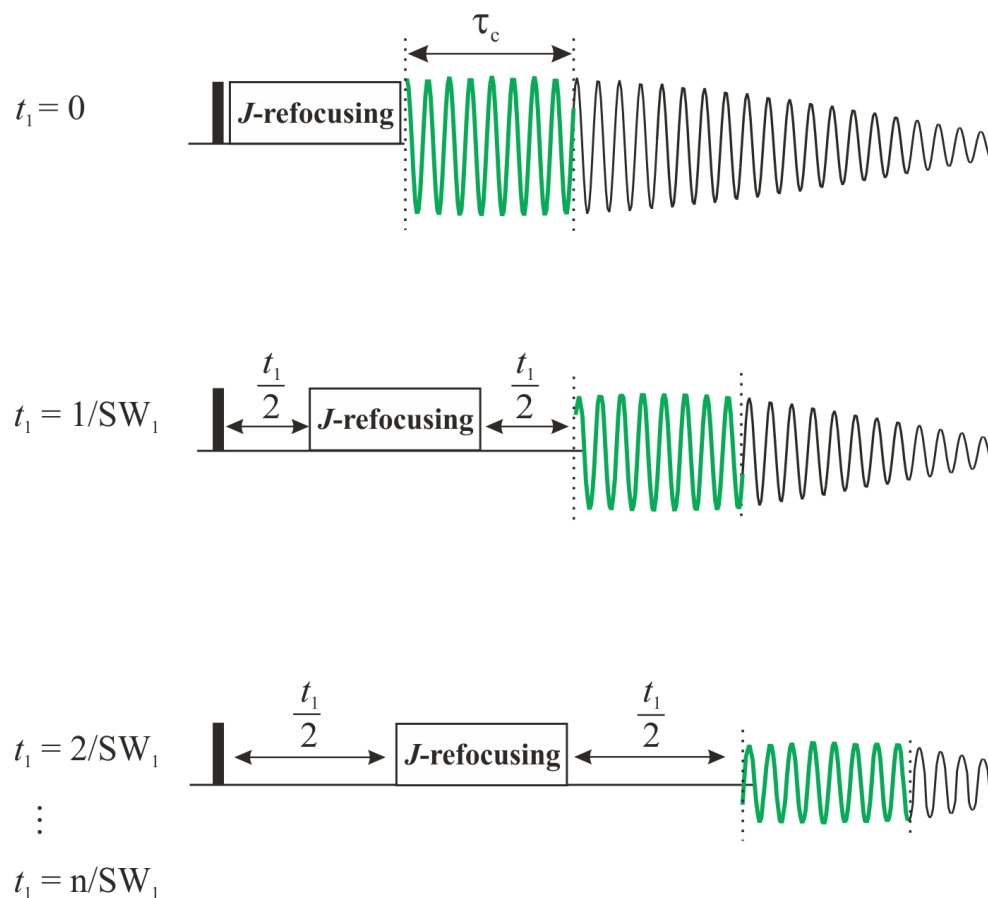 τc
t1 = 0
J-refocusing
t1/2
t1/2
t1 = 1/SW1
J-refocusing
t1/2
t1/2
t1 = 2/SW1
J-refocusing
⋮
t1 = n/SW1